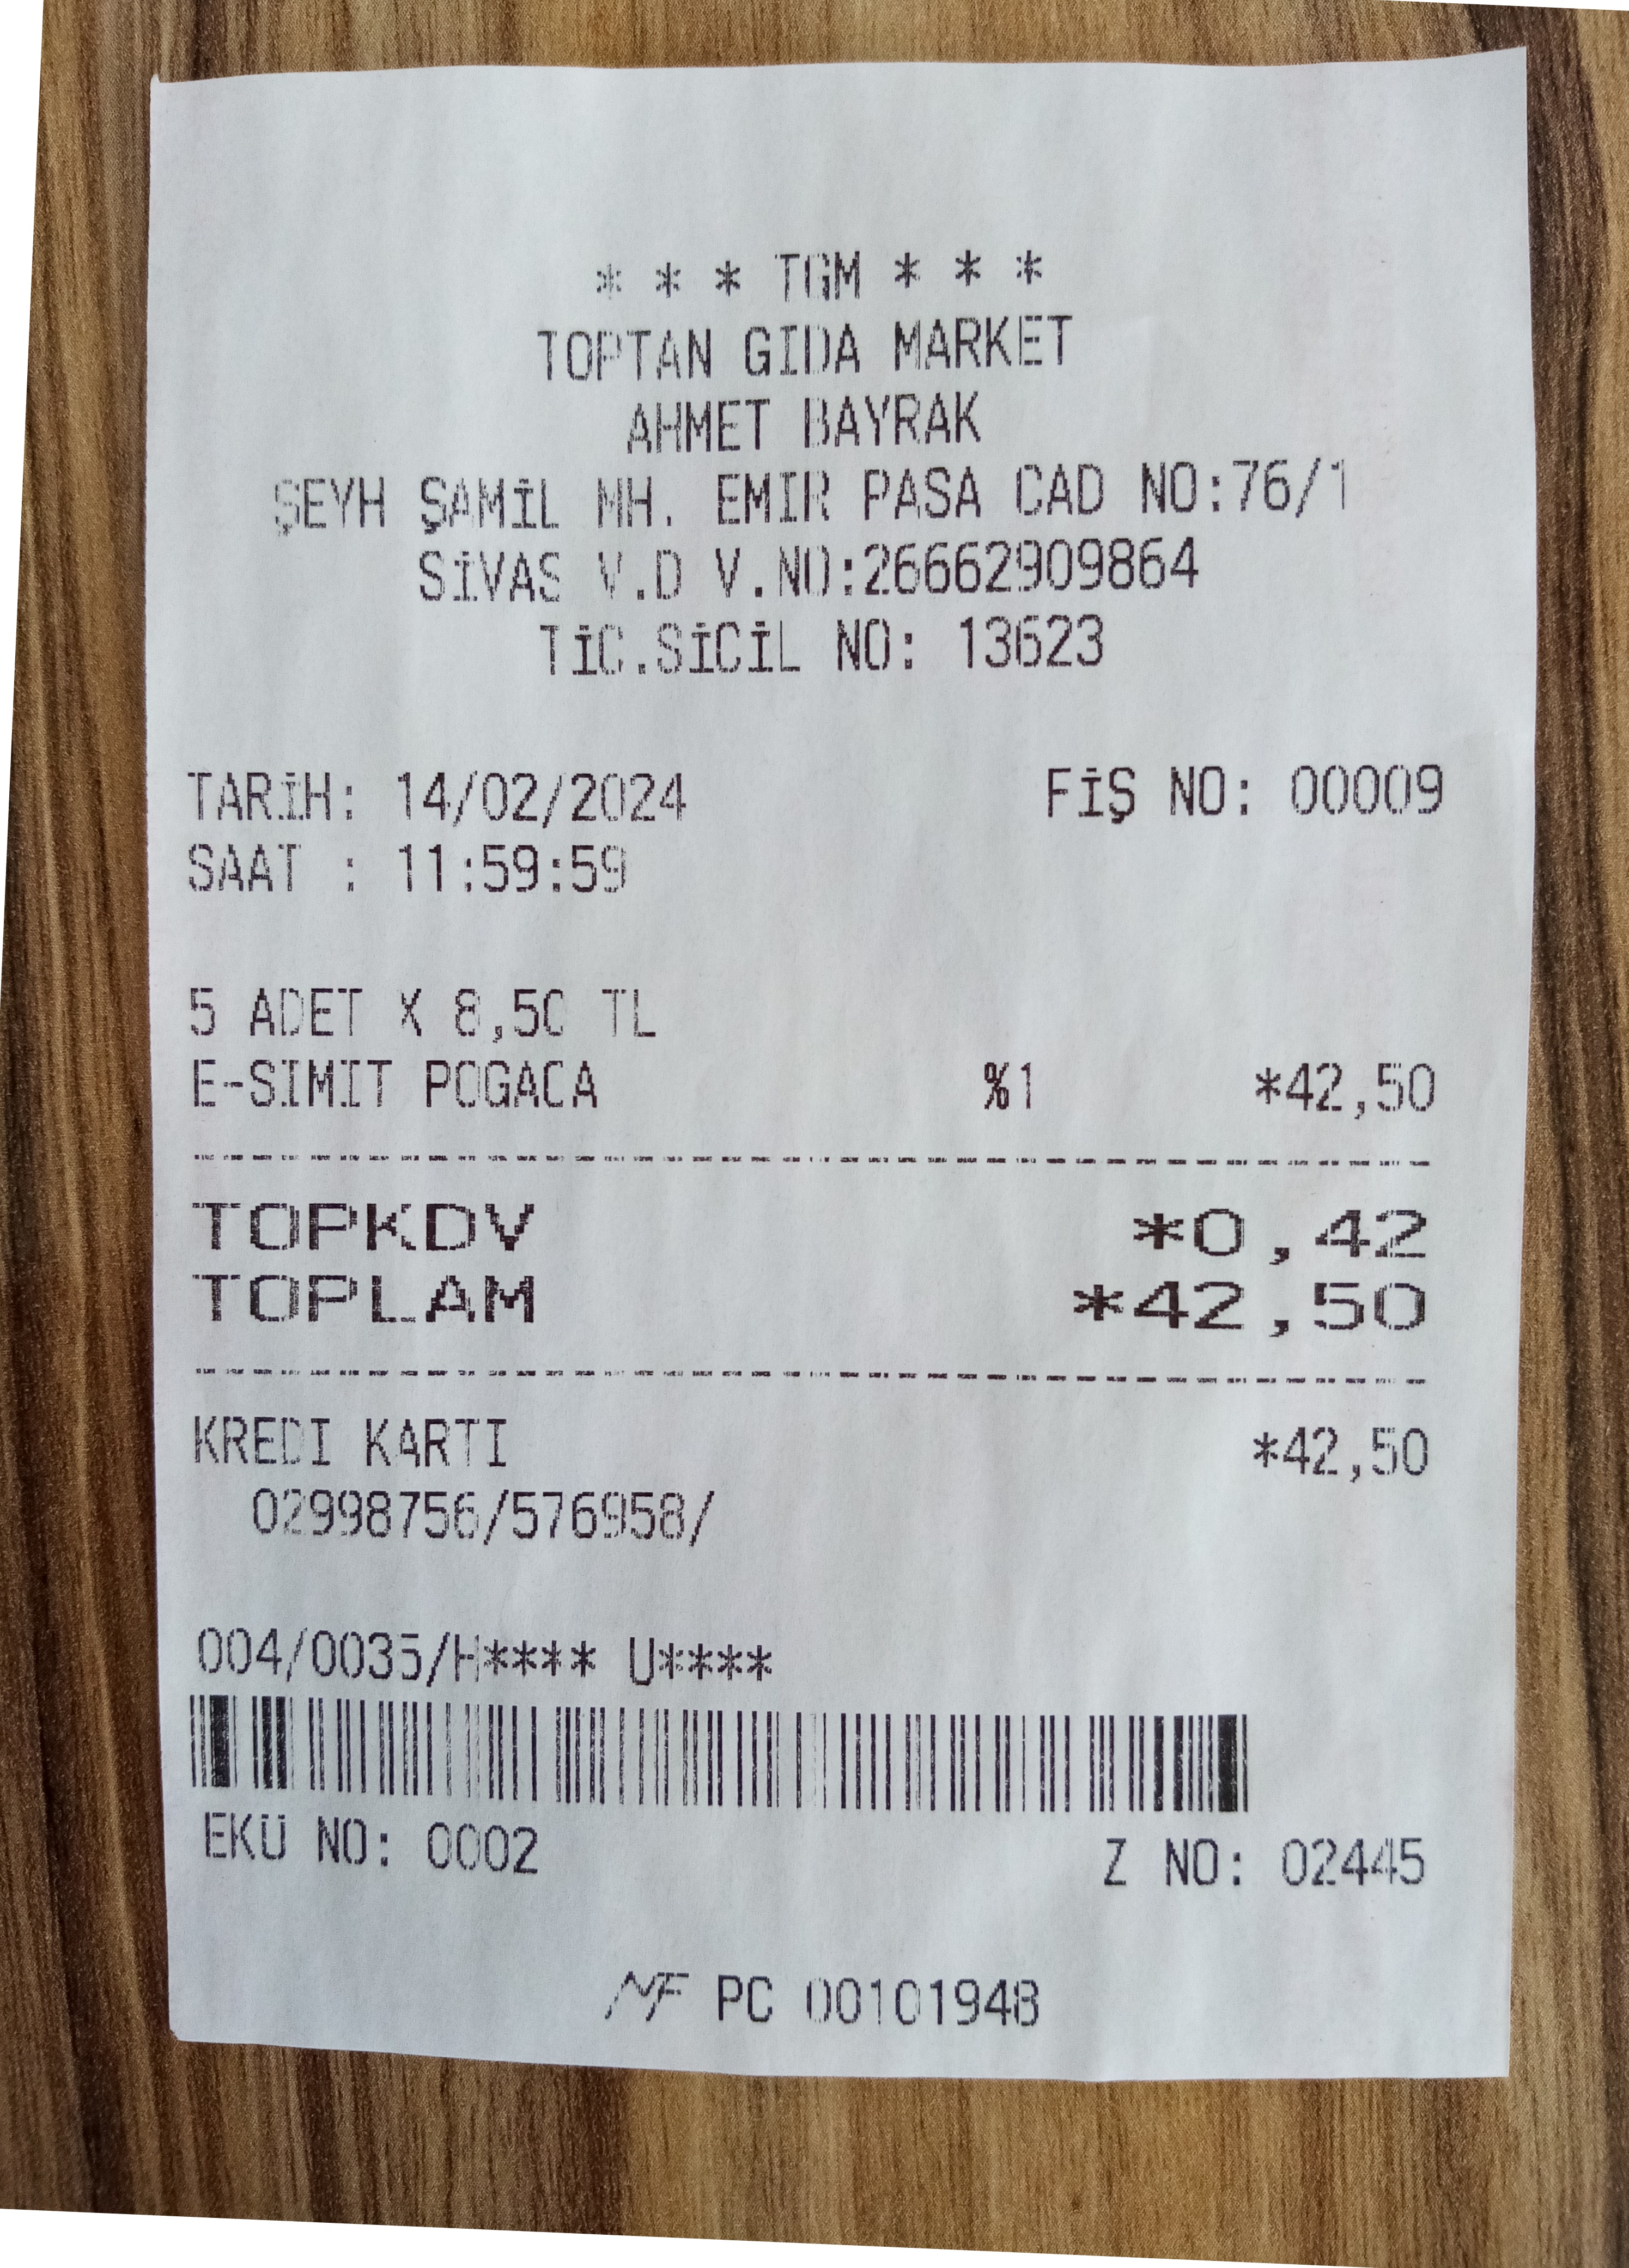 * * * TGM * * *
TOPTAN GIDA MARKET
AHMET BAYRAK
ŞEYH ŞAMİL MH. EMIR PASA CAD NO:76/1
SİVAS V.D V.NO:26662909864
TİC.SİCİL NO: 13623
TARİH: 14/02/2024 FİŞ NO: 00009
SAAT : 11:59:59
5 ADET X 8,50 TL
E-SIMIT POGACA %1 *42,50
TOPKDV *0,42
TOPLAM *42,50
KREDI KARTI *42,50
02998756/576958/
004/0035/H**** U****
EKÜ NO: 0002 Z NO: 02445
MF PC 00101948